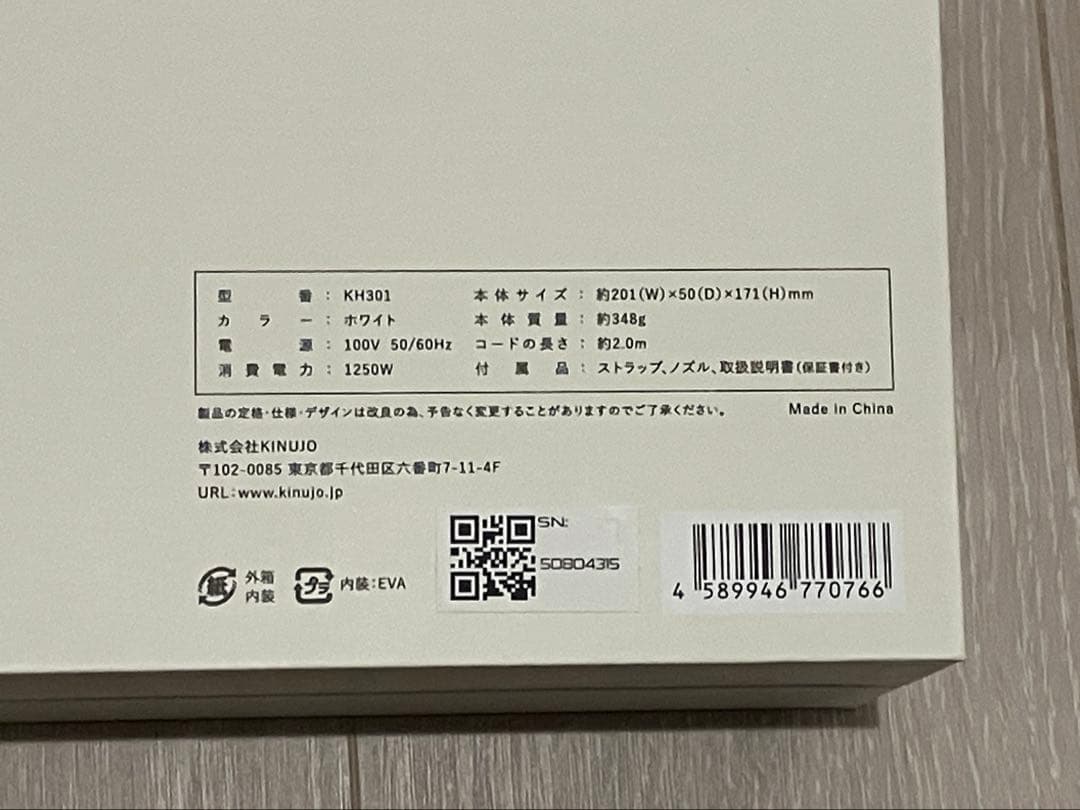 型番：KH301
カラー：ホワイト
電源：100V 50/60Hz
消費電力：1250W
本体サイズ：約201(W)×50(D)×171(H)mm
本体質量：約348g
コードの長さ：約2.0m
付属品：ストラップ、ノズル、取扱説明書(保証書付き)
製品の定格・仕様・デザインは改良の為、予告なく変更することがありますのでご了承ください。
Made in China
株式会社KINUJO
〒102-0085 東京都千代田区六番町7-11-4F
URL:www.kinujo.jp
紙
外箱
内装
プラ
内装:EVA
SN:
50804315
4 589946 770766